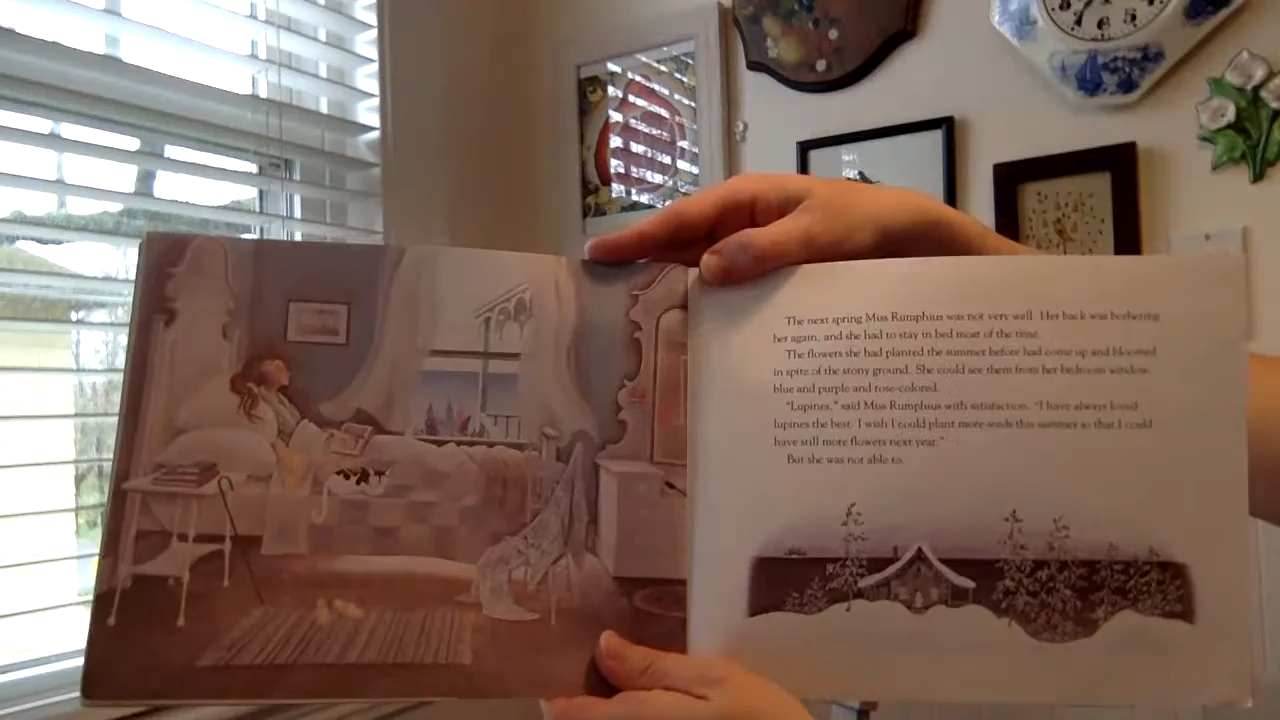 The next spring Miss Rumphius was not very well. Her back was bothering
her again, and she had to stay in bed most of the time.
The flowers she had planted the summer before had come up and bloomed
in spite of the stony ground. She could see them from her bedroom window,
blue and purple and rose-colored.
"Lupines," said Miss Rumphius with satisfaction. "I have always loved
lupines the best. I wish I could plant more seeds this summer so that I could
have still more flowers next year."
But she was not able to.
7 6 5